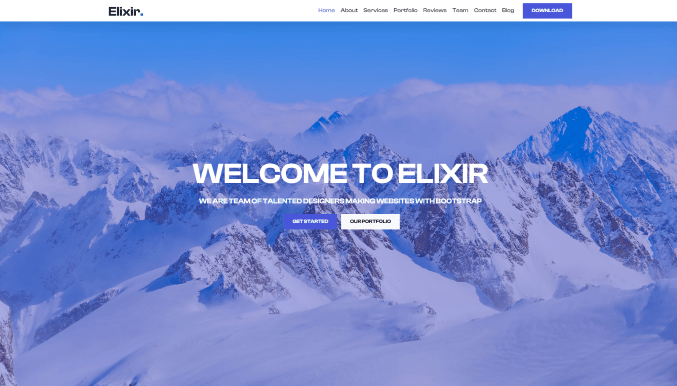 Elixir.
Home About Services Portfolio Reviews Team Contact Blog DOWNLOAD
WELCOME TO ELIXIR
WE ARE TEAM OF TALENTED DESIGNERS MAKING WEBSITES WITH BOOTSTRAP
GET STARTED OUR PORTFOLIO